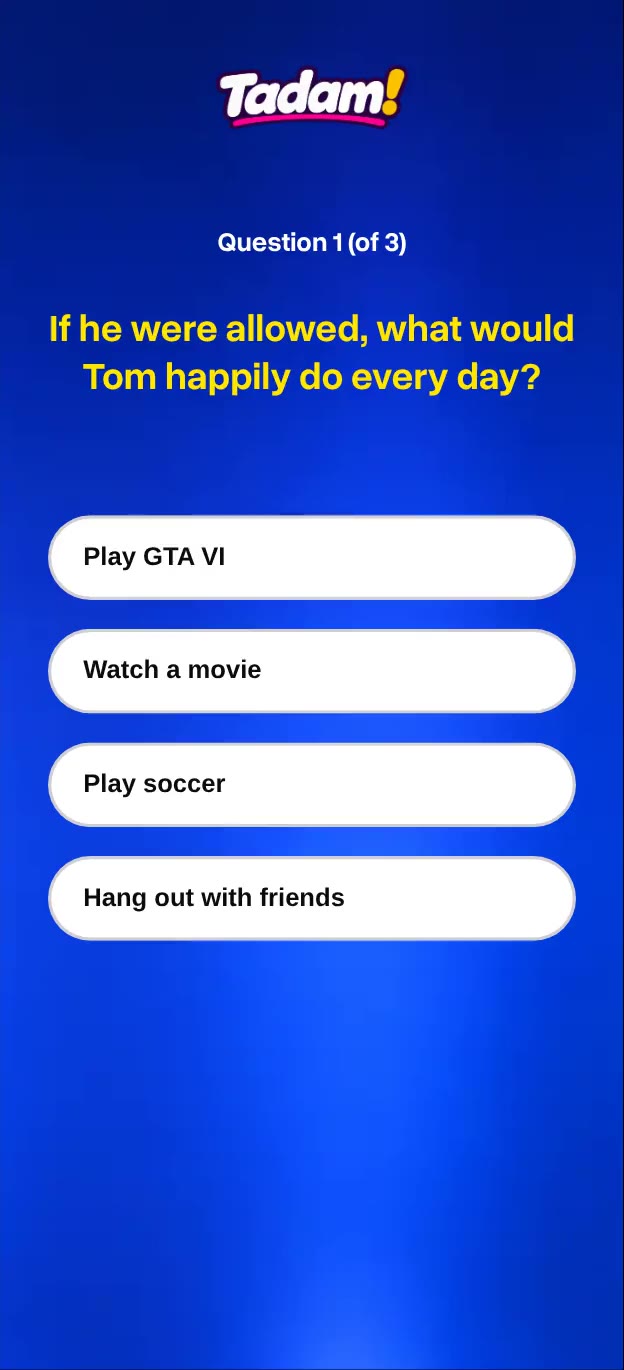 Tadam!
Question 1 (of 3)
If he were allowed, what would
Tom happily do every day?
Play GTA VI
Watch a movie
Play soccer
Hang out with friends